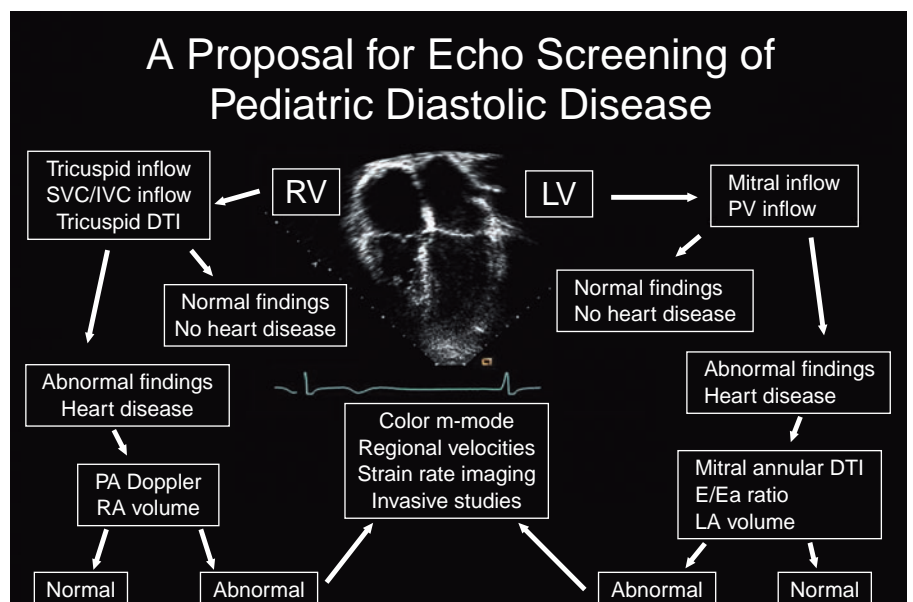 A Proposal for Echo Screening of
Pediatric Diastolic Disease
Tricuspid inflow
SVC/IVC inflow
Tricuspid DTI
RV
LV
Mitral inflow
PV inflow
Normal findings
No heart disease
Normal findings
No heart disease
Abnormal findings
Heart disease
Abnormal findings
Heart disease
Color m-mode
Regional velocities
Strain rate imaging
Invasive studies
PA Doppler
RA volume
Mitral annular DTI
E/Ea ratio
LA volume
Normal
Abnormal
Abnormal
Normal